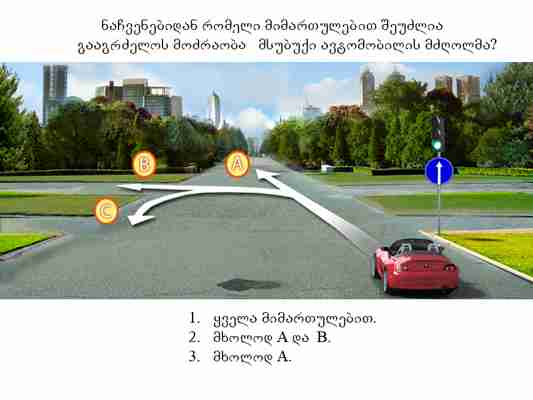 ნაჩვენებიდან რომელი მიმართულებით შეუძლია
გააგრძელოს მოძრაობა მსუბუქი ავტომობილის მძღოლმა?
B
A
C
1. ყველა მიმართულებით.
2. მხოლოდ A და B.
3. მხოლოდ A.